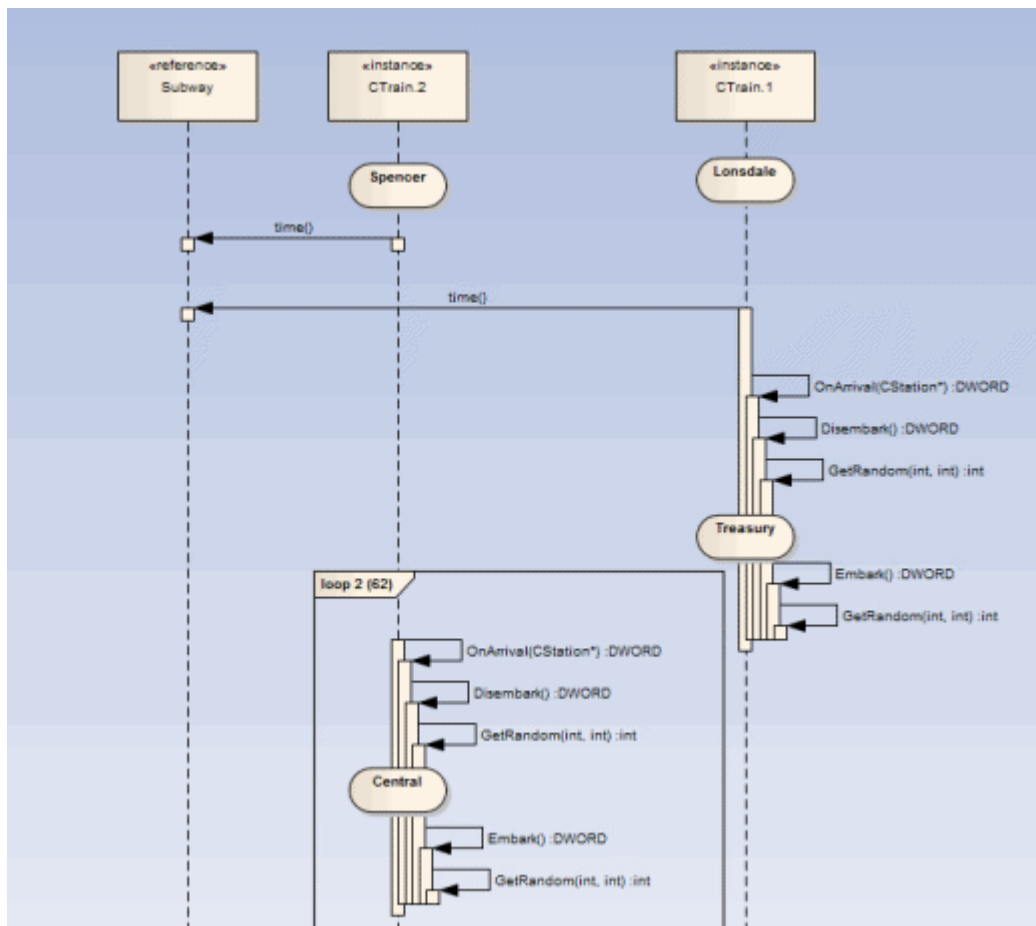 «reference»
Subway
«instance»
CTrain.2
«instance»
CTrain.1
Spencer
Lonsdale
time()
time()
OnArrival(CStation*) :DWORD
Disembark() :DWORD
GetRandom(int, int) :int
Treasury
Embark() :DWORD
GetRandom(int, int) :int
loop 2 (62)
OnArrival(CStation*) :DWORD
Disembark() :DWORD
GetRandom(int, int) :int
Central
Embark() :DWORD
GetRandom(int, int) :int